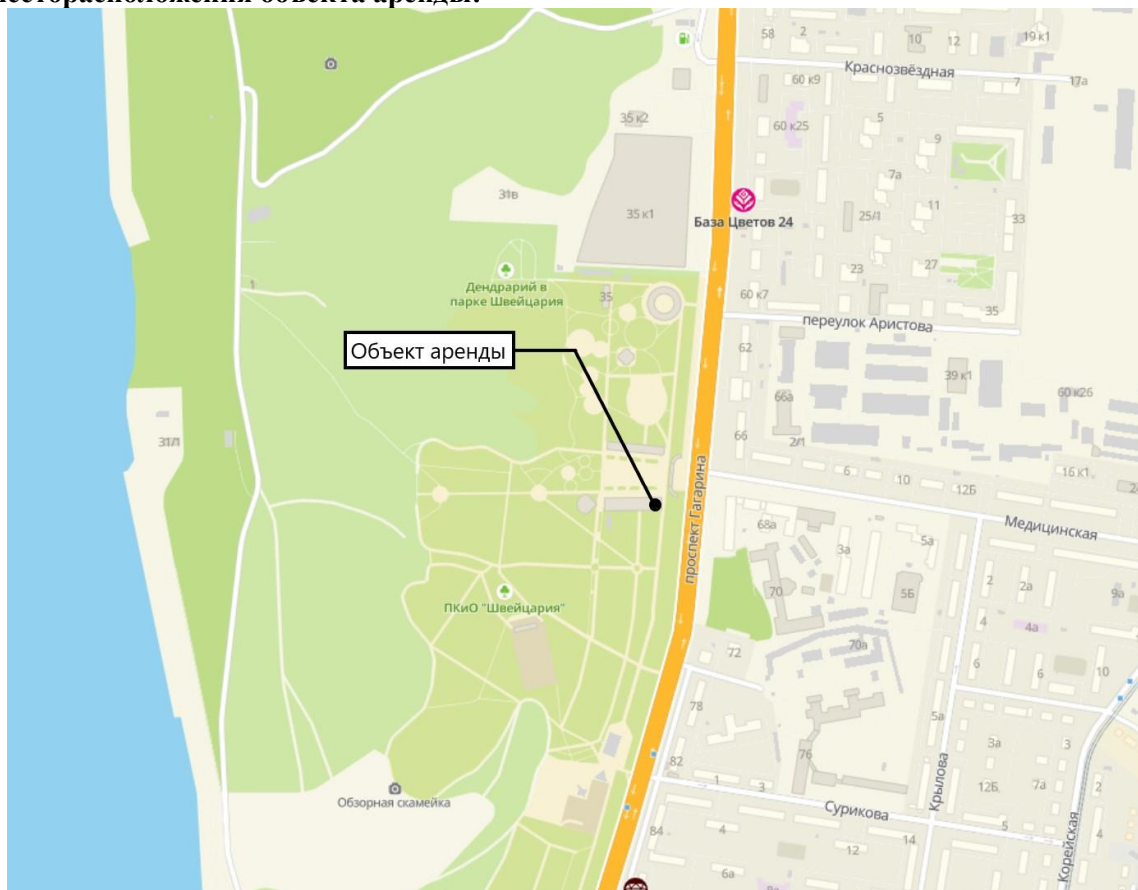 месторасположения объекта аренды:
58
2
10
12
19 к1
Краснозвёздная
60 к9
7
17а
35 к2
60 к25
5
9
7а
31в
35 к1
База Цветов 24
25/1
11
33
Дендрарий в
парке Швейцария
1
35
23
27
60 к7
35
переулок Аристова
Объект аренды
62
39 к1
66а
60 к26
31Л
66
2/1
проспект Гагарина
6
10
12Б
16 к1
Медицинская
68а
3а
5а
ПКиО "Швейцария"
70
5Б
2
2а
9а
4
4а
72
70а
6
6
10
78
5а
76
3а
3
82
1
3
12Б
7а
2
Обзорная скамейка
Сурикова
Крылова
Корейская
84
4
14
5
4
12
6а